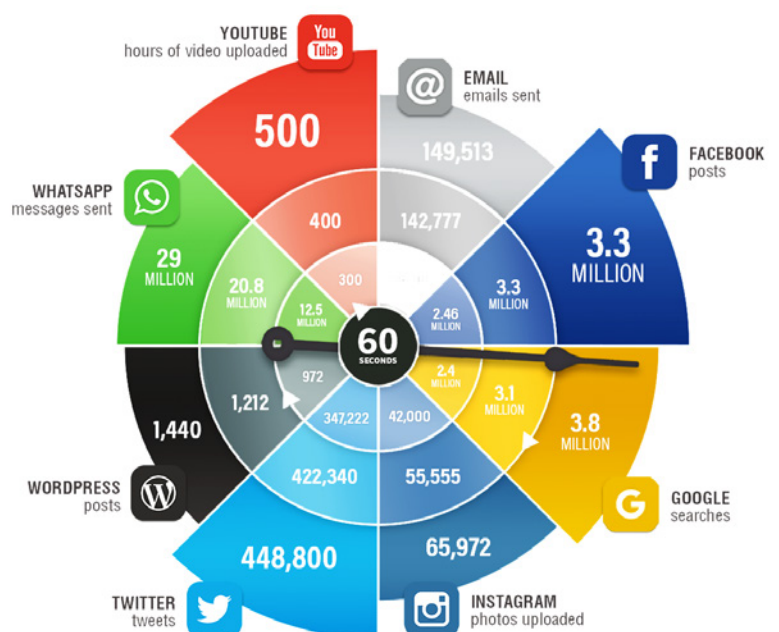 YOUTUBE
hours of video uploaded
You
Tube
500
400
300
@
EMAIL
emails sent
149,513
142,777
f
FACEBOOK
posts
3.3
MILLION
3.3
MILLION
2.46
MILLION
WHATSAPP
messages sent
29
MILLION
20.8
MILLION
12.5
MILLION
60
SECONDS
2.4
MILLION
3.1
MILLION
3.8
MILLION
G
GOOGLE
searches
972
1,212
1,440
WORDPRESS
posts
W
347,222
422,340
448,800
TWITTER
tweets
42,000
55,555
65,972
INSTAGRAM
photos uploaded